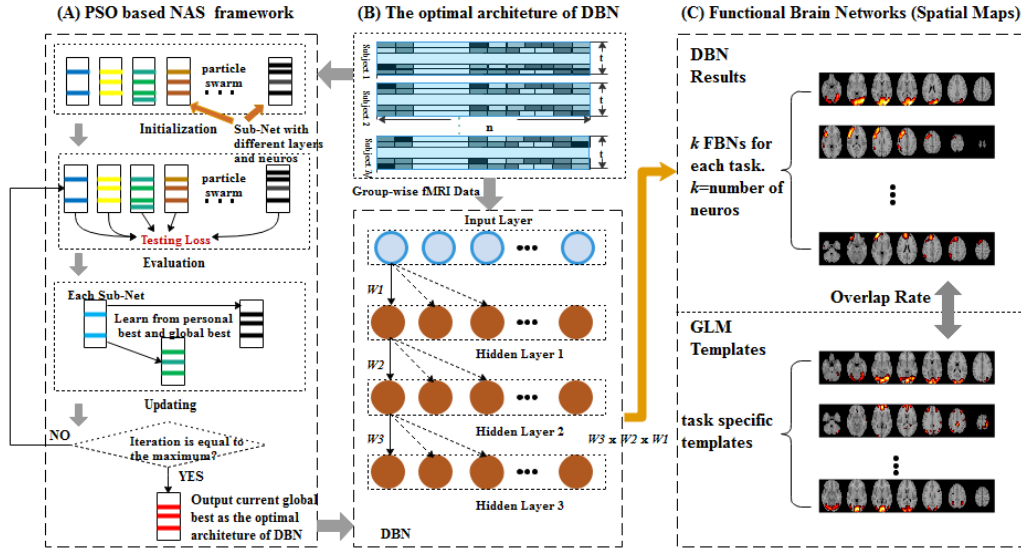 (A) PSO based NAS framework
particle
swarm
Initialization
Sub-Net with
different layers
and neuros
particle
swarm
Testing Loss
Evaluation
Each Sub-Net
Learn from personal
best and global best
Updating
NO
Iteration is equal to
the maximum?
YES
Output current global
best as the optimal
architeture of DBN
(B) The optimal architeture of DBN
Subject 1
t
Subject 2
t
n
Subject M
t
Group-wise fMRI Data
Input Layer
W1
Hidden Layer 1
W2
Hidden Layer 2
W3
Hidden Layer 3
DBN
W3 x W2 x W1
(C) Functional Brain Networks (Spatial Maps)
DBN
Results
k FBNs for
each task.
k=number of
neuros
Overlap Rate
GLM
Templates
task specific
templates